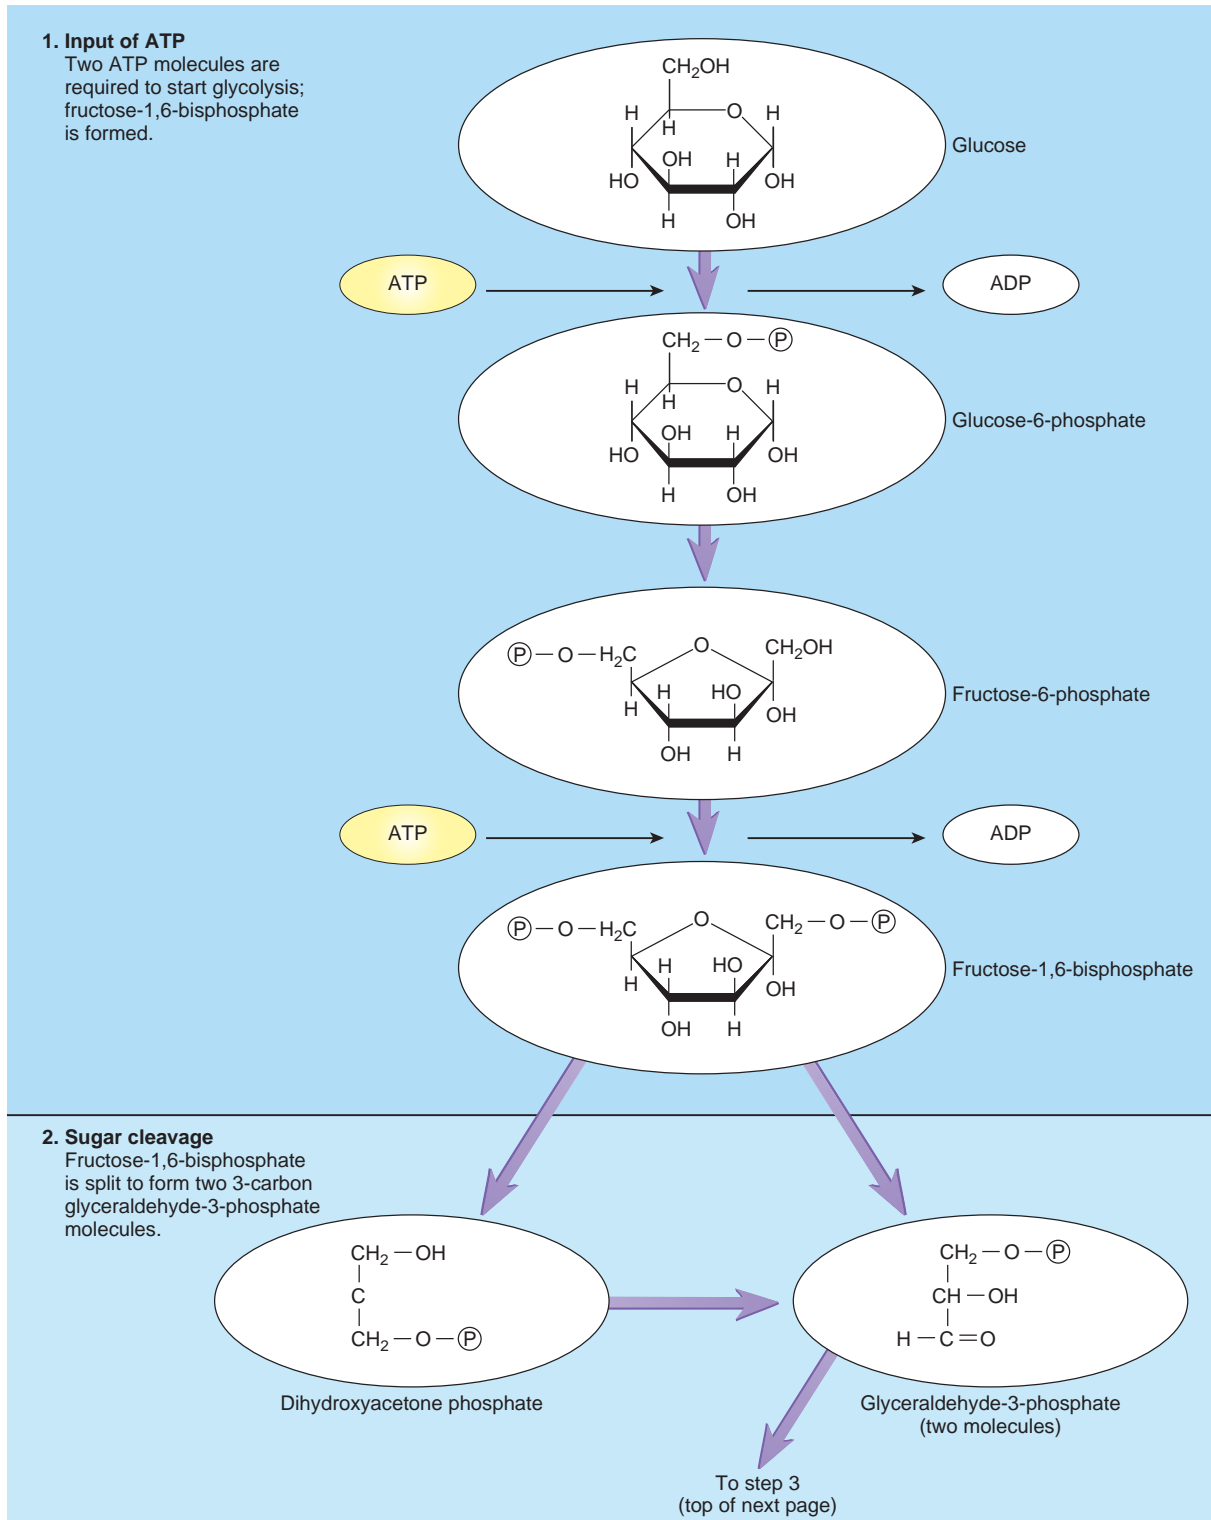 1. Input of ATP
Two ATP molecules are
required to start glycolysis;
fructose-1,6-bisphosphate
is formed.
CH2OH
H O H
H
OH H
HO OH
H OH
Glucose
ATP
ADP
CH2—O—Ⓟ
H O H
H
OH H
HO OH
H OH
Glucose-6-phosphate
Ⓟ—O—H2C O CH2OH
H HO
H OH
OH H
Fructose-6-phosphate
ATP
ADP
Ⓟ—O—H2C O CH2—O—Ⓟ
H HO
H OH
OH H
Fructose-1,6-bisphosphate
2. Sugar cleavage
Fructose-1,6-bisphosphate
is split to form two 3-carbon
glyceraldehyde-3-phosphate
molecules.
CH2—OH
C
CH2—O—Ⓟ
Dihydroxyacetone phosphate
CH2—O—Ⓟ
CH—OH
H—C=O
Glyceraldehyde-3-phosphate
(two molecules)
To step 3
(top of next page)